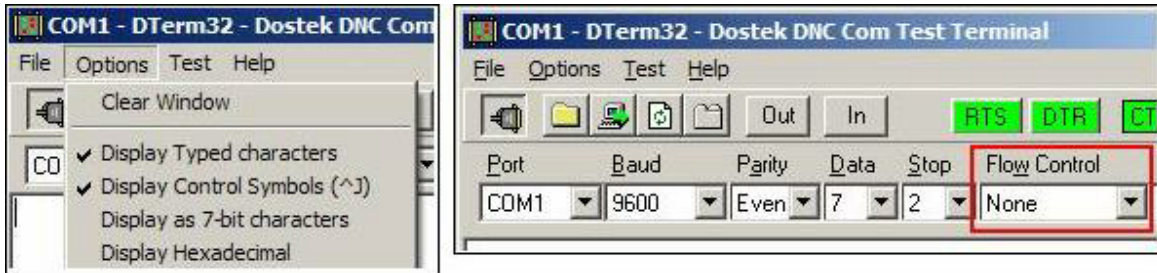 COM1 - DTerm32 - Dostek DNC Com
File Options Test Help
Clear Window
CO
Display Typed characters
Display Control Symbols (^J)
Display as 7-bit characters
Display Hexadecimal
COM1 - DTerm32 - Dostek DNC Com Test Terminal
File Options Test Help
Out In RTS DTR CT
Port Baud Parity Data Stop Flow Control
COM1 9600 Even 7 2 None